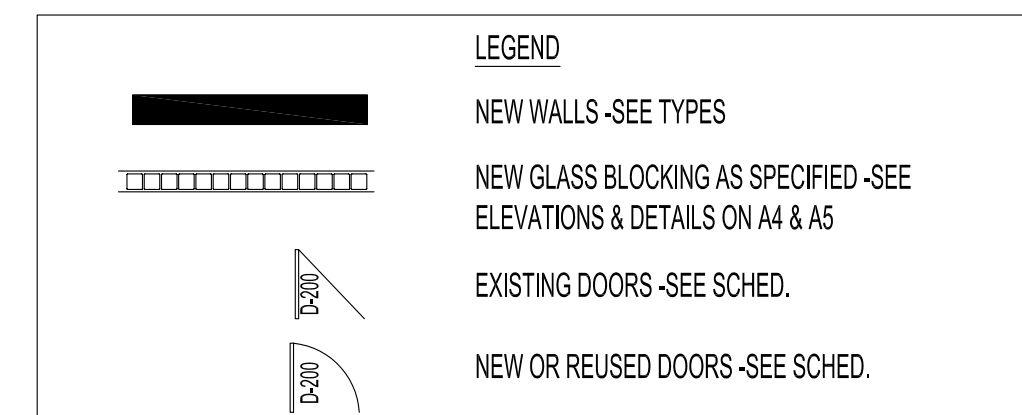 LEGEND
NEW WALLS -SEE TYPES
NEW GLASS BLOCKING AS SPECIFIED -SEE
ELEVATIONS & DETAILS ON A4 & A5
D-200
EXISTING DOORS -SEE SCHED.
D-200
NEW OR REUSED DOORS -SEE SCHED.